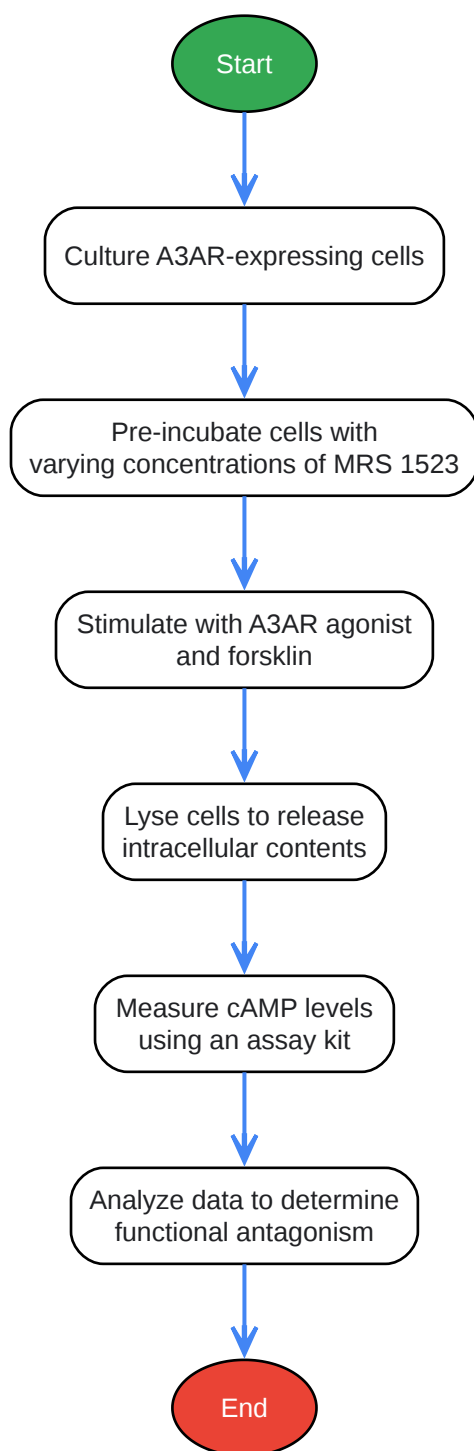 Start
Culture A3AR-expressing cells
Pre-incubate cells with
varying concentrations of MRS 1523
Stimulate with A3AR agonist
and forsklin
Lyse cells to release
intracellular contents
Measure cAMP levels
using an assay kit
Analyze data to determine
functional antagonism
End